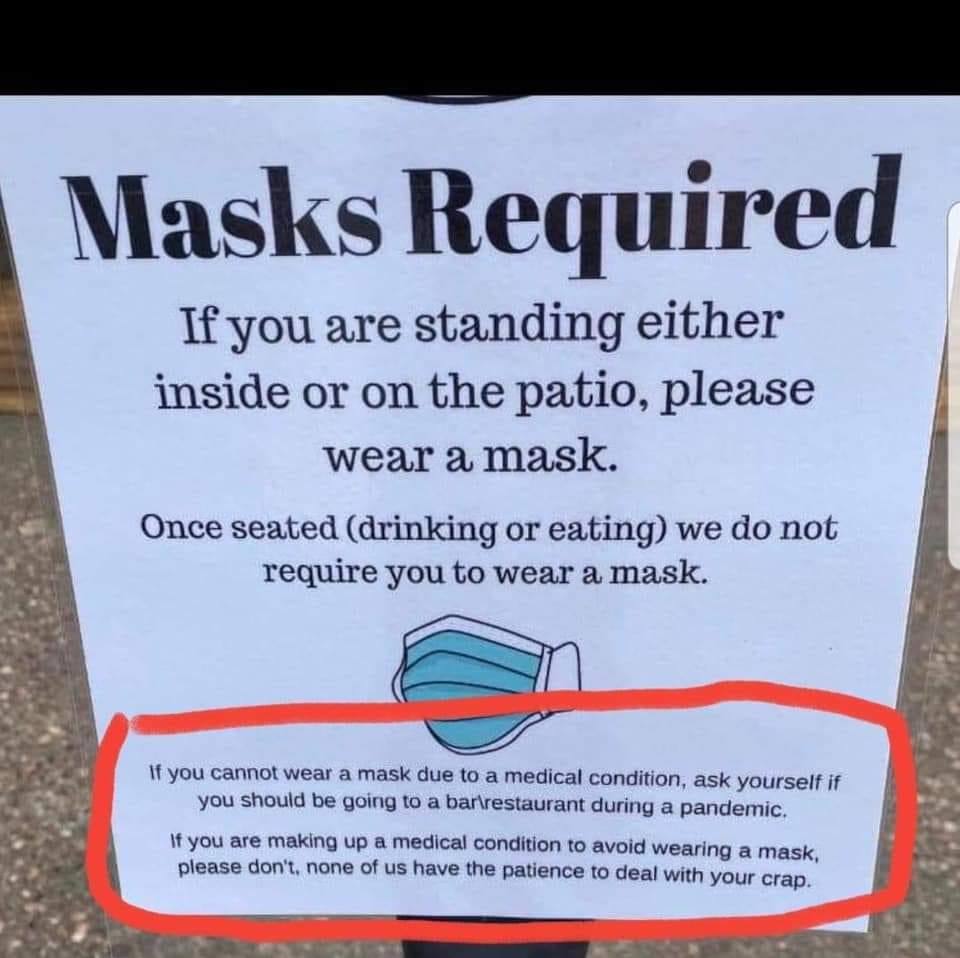 Masks Required
If you are standing either
inside or on the patio, please
wear a mask.
Once seated (drinking or eating) we do not
require you to wear a mask.
If you cannot wear a mask due to a medical condition, ask yourself if
you should be going to a bar\restaurant during a pandemic.
If you are making up a medical condition to avoid wearing a mask,
please don't, none of us have the patience to deal with your crap.